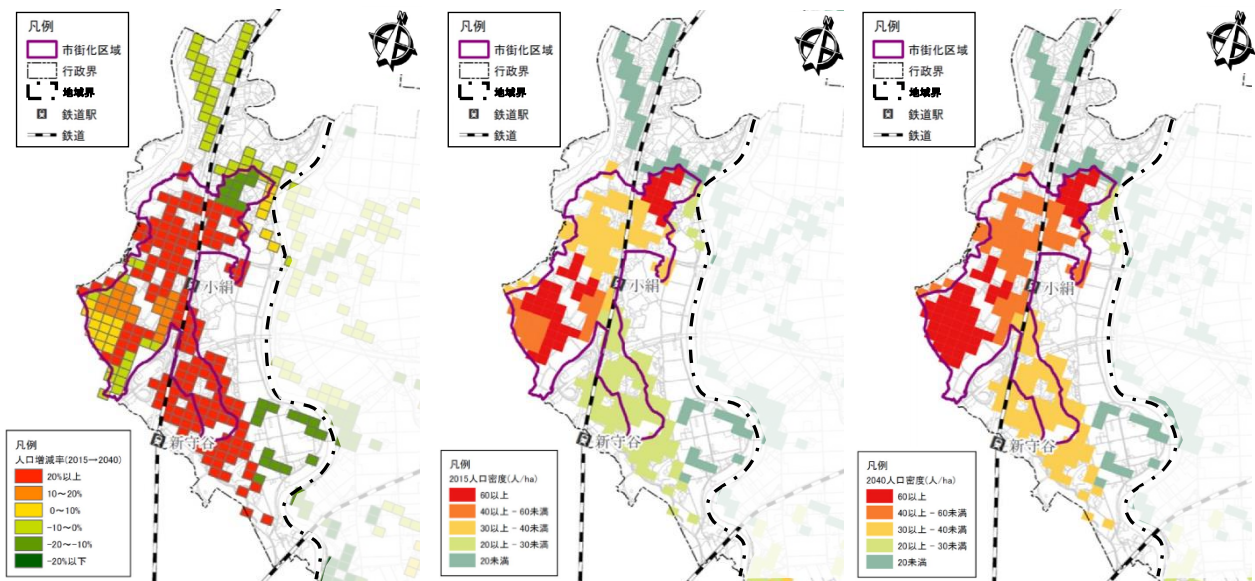 凡例
市街化区域
行政界
地域界
鉄道駅
鉄道
小絹
新守谷
凡例
人口増減率(2015→2040)
20%以上
10～20%
0～10%
-10～0%
-20～-10%
-20%以下
凡例
市街化区域
行政界
地域界
鉄道駅
鉄道
小絹
新守谷
凡例
2015人口密度(人/ha)
60以上
40以上 - 60未満
30以上 - 40未満
20以上 - 30未満
20未満
凡例
市街化区域
行政界
地域界
鉄道駅
鉄道
小絹
新守谷
凡例
2040人口密度(人/ha)
60以上
40以上 - 60未満
30以上 - 40未満
20以上 - 30未満
20未満